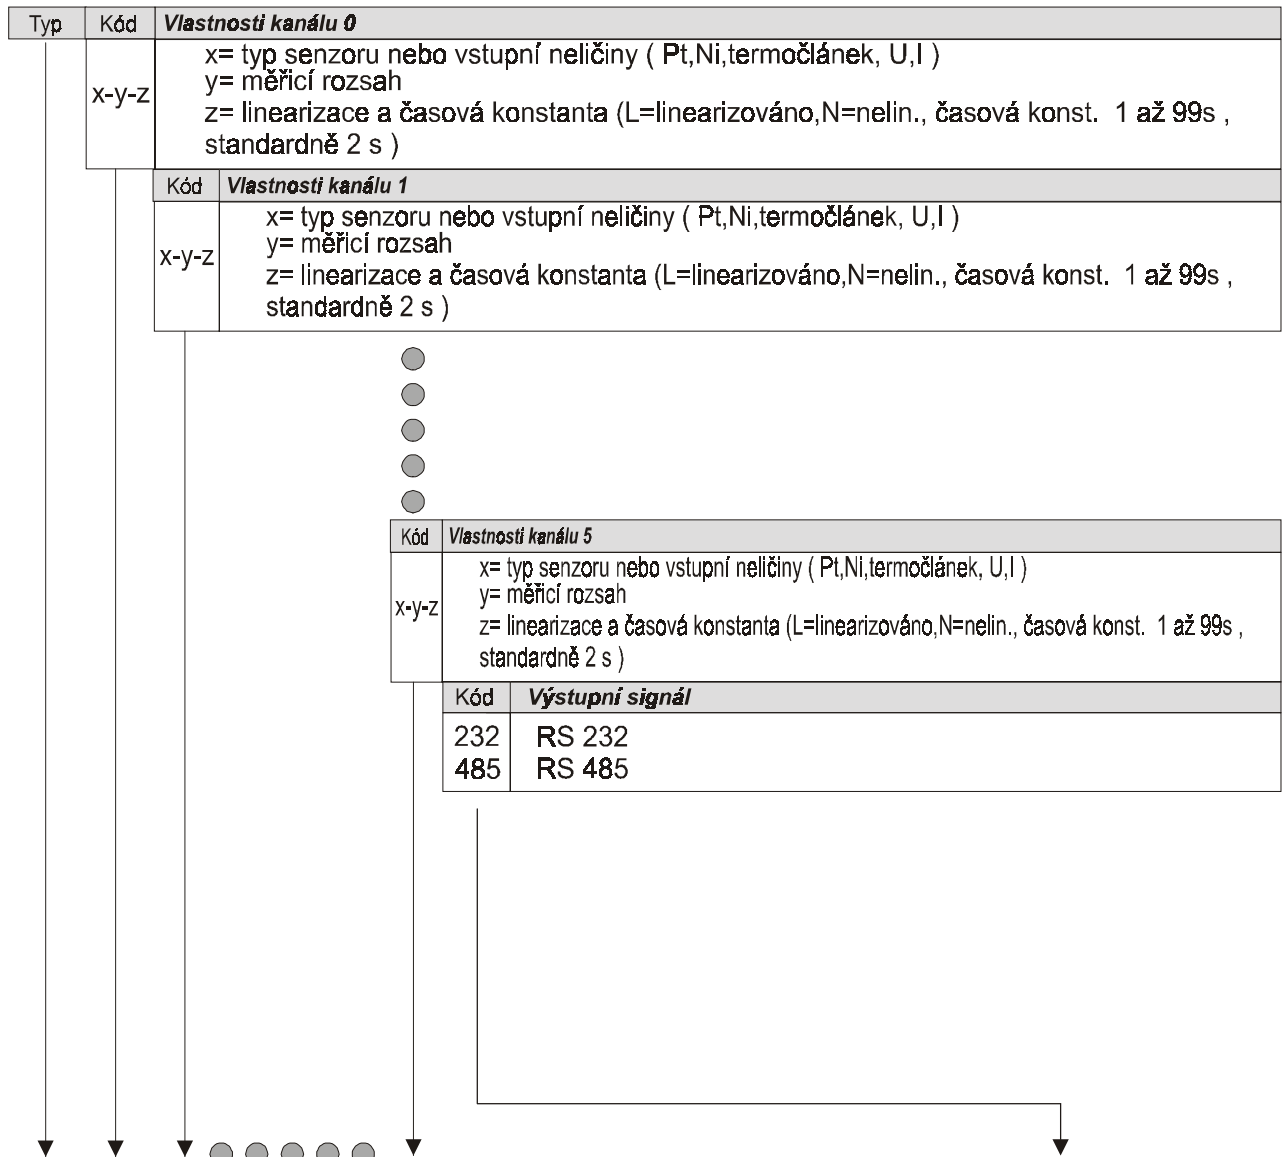 Typ Kód Vlastnosti kanálu 0
x= typ senzoru nebo vstupní neličiny ( Pt,Ni,termočlánek, U,I )
y= měřicí rozsah
x-y-z
z= linearizace a časová konstanta (L=linearizováno,N=nelin., časová konst. 1 až 99s ,
standardně 2 s )
Kód Vlastnosti kanálu 1
x= typ senzoru nebo vstupní neličiny ( Pt,Ni,termočlánek, U,I )
y= měřicí rozsah
x-y-z
z= linearizace a časová konstanta (L=linearizováno,N=nelin., časová konst. 1 až 99s ,
standardně 2 s )
Kód Vlastnosti kanálu 5
x= typ senzoru nebo vstupní neličiny ( Pt,Ni,termočlánek, U,I )
y= měřicí rozsah
x-y-z
z= linearizace a časová konstanta (L=linearizováno,N=nelin., časová konst. 1 až 99s ,
standardně 2 s )
Kód Výstupní signál
232 RS 232
485 RS 485